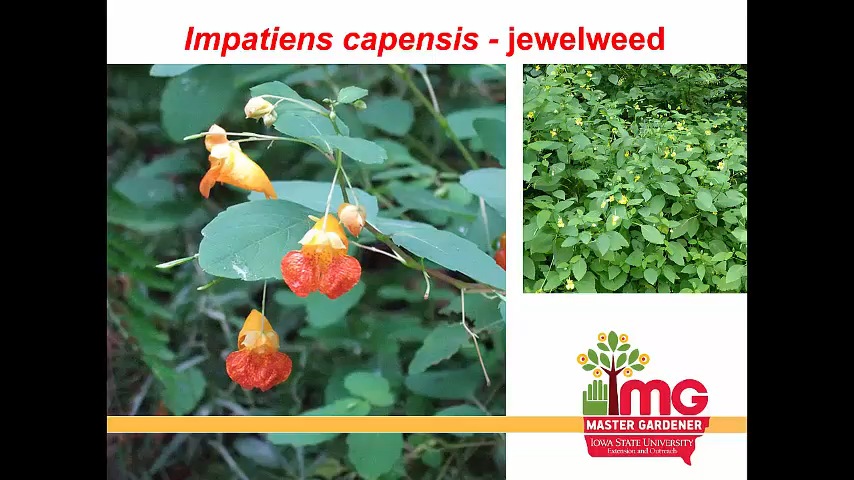 Impatiens capensis - jewelweed
MG
MASTER GARDENER
IOWA STATE UNIVERSITY
Extension and Outreach